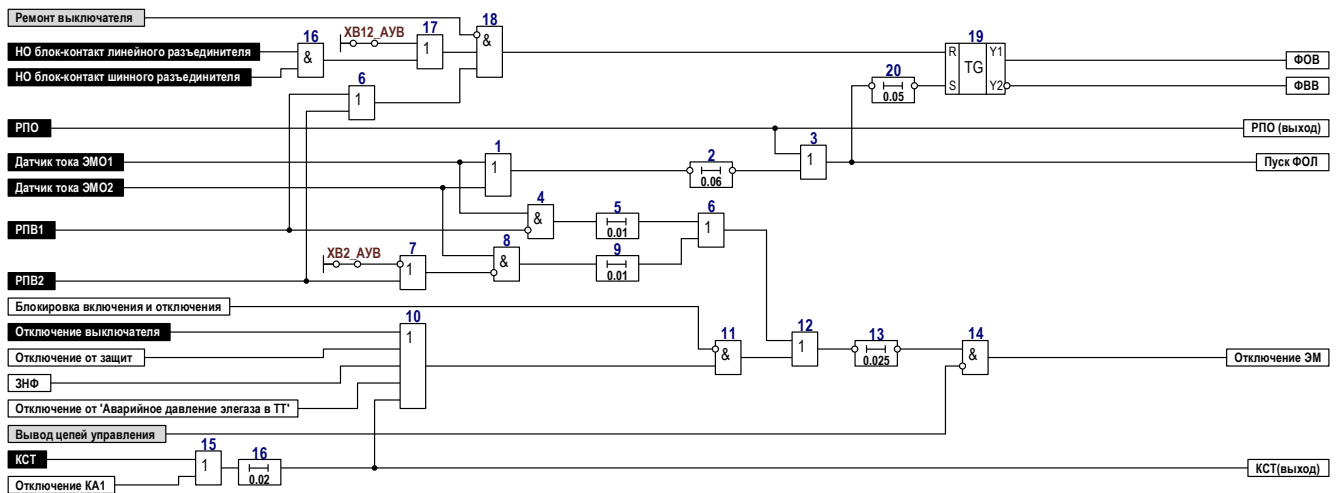 Ремонт выключателя
НО блок-контакт линейного разъединителя
НО блок-контакт шинного разъединителя
РПО
Датчик тока ЭМО1
Датчик тока ЭМО2
РПВ1
РПВ2
Блокировка включения и отключения
Отключение выключателя
Отключение от защит
ЗНФ
Отключение от 'Аварийное давление элегаза в ТТ'
Вывод цепей управления
КСТ
Отключение КА1
16
&
XB12_АУВ
17
1
18
&
6
1
19
R
S
TG
Y1
Y2
20
0.05
ФОВ
ФВВ
РПО (выход)
1
1
2
0.06
3
1
Пуск ФОЛ
4
&
5
0.01
6
1
XB2_АУВ
7
1
8
&
9
0.01
10
1
11
&
12
1
13
0.025
14
&
Отключение ЭМ
15
1
16
0.02
КСТ(выход)